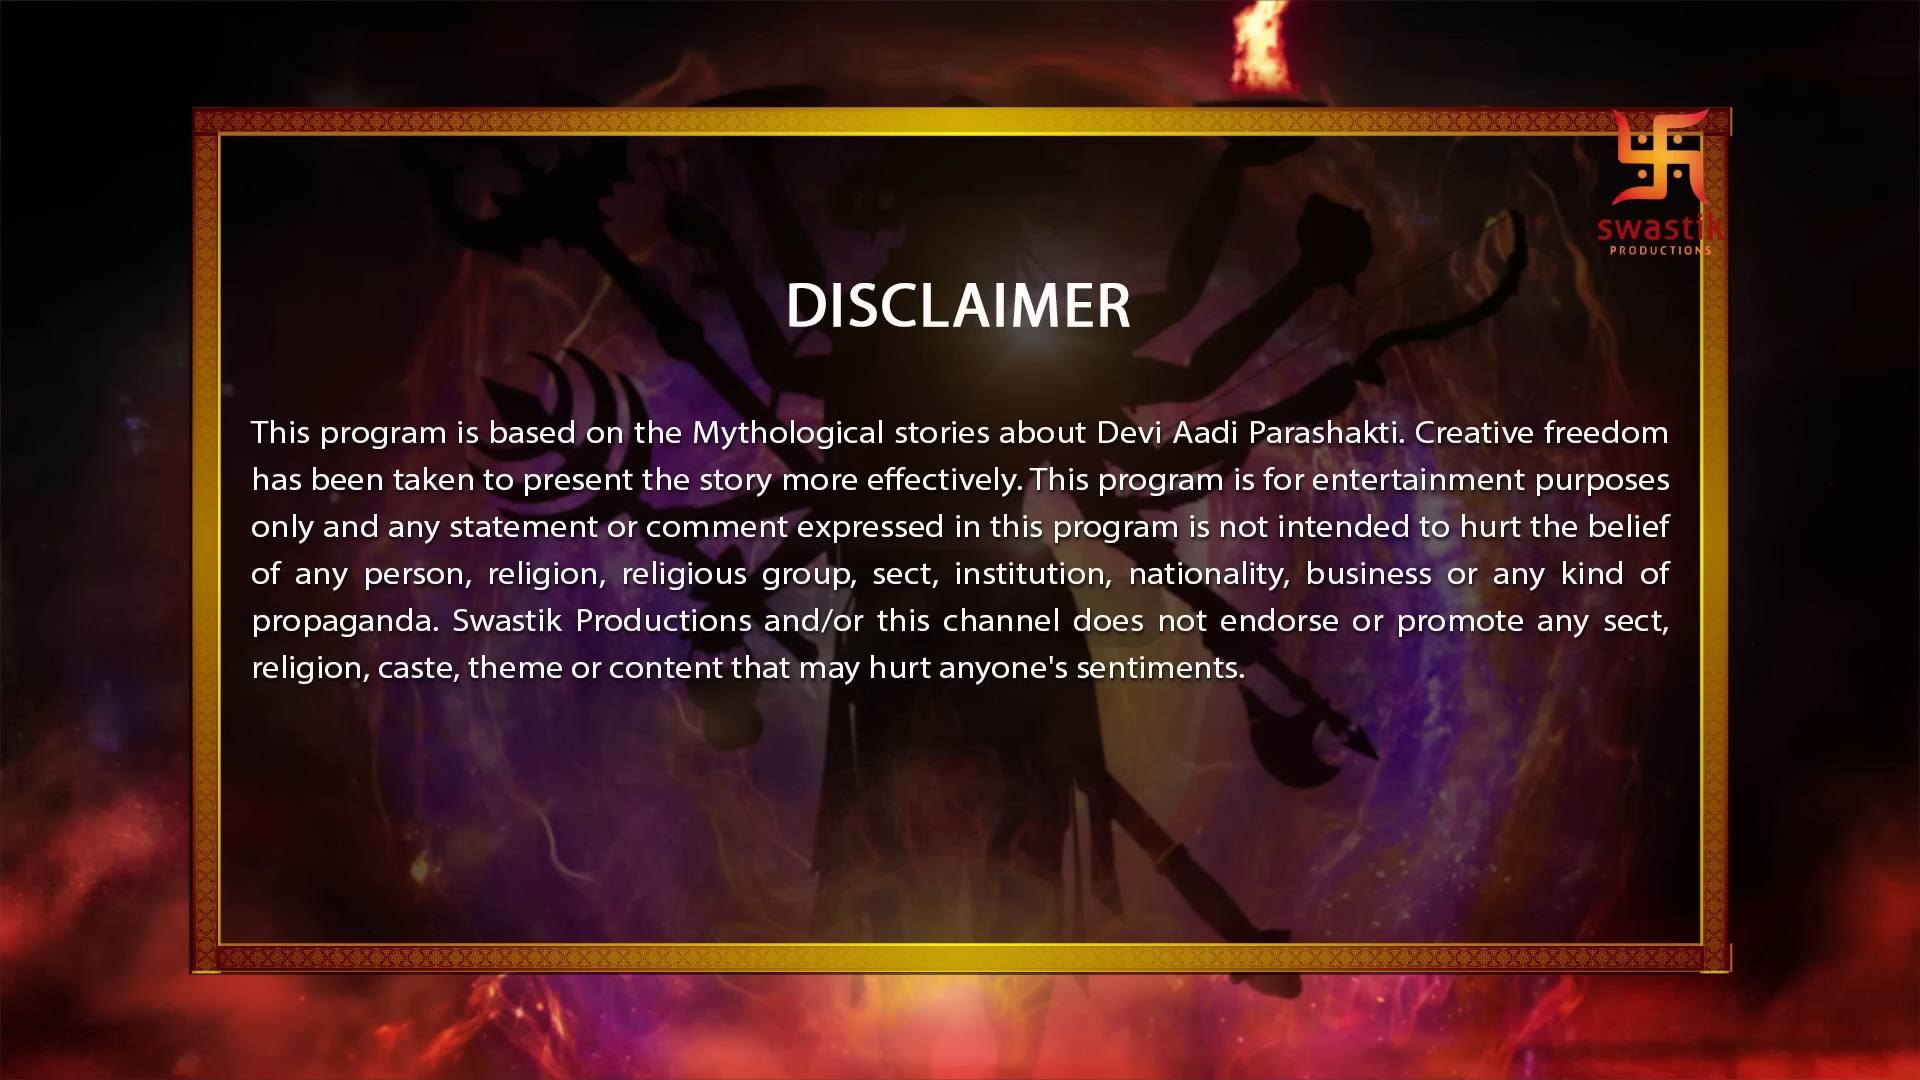 swastik
PRODUCTIONS
DISCLAIMER
This program is based on the Mythological stories about Devi Aadi Parashakti. Creative freedom
has been taken to present the story more effectively. This program is for entertainment purposes
only and any statement or comment expressed in this program is not intended to hurt the belief
of any person, religion, religious group, sect, institution, nationality, business or any kind of
propaganda. Swastik Productions and/or this channel does not endorse or promote any sect,
religion, caste, theme or content that may hurt anyone's sentiments.